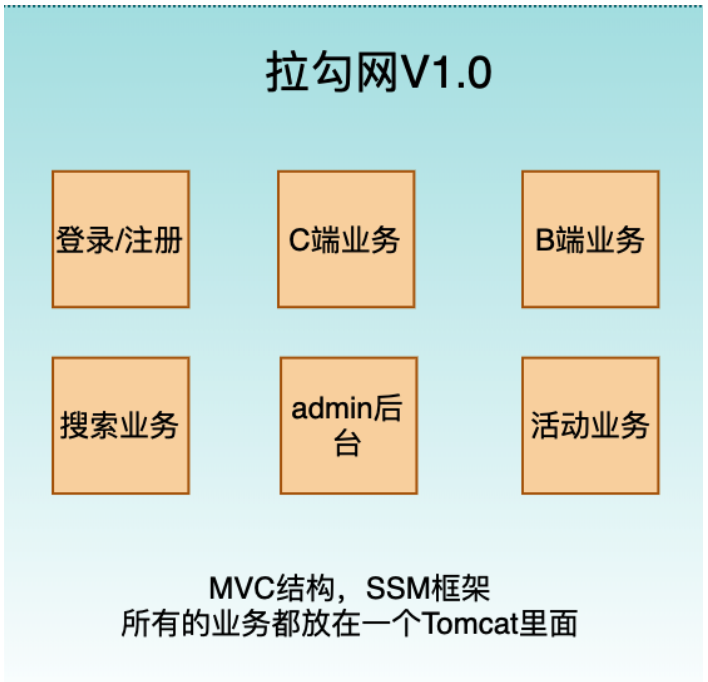 拉勾网V1.0
登录/注册
C端业务
B端业务
搜索业务
admin后
台
活动业务
MVC结构，SSM框架
所有的业务都放在一个Tomcat里面